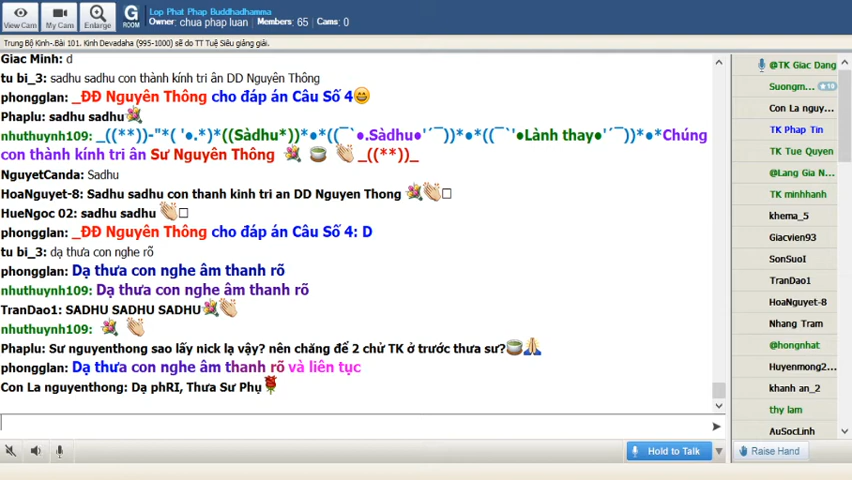 View Cam
My Cam
Enlarge
G
ROOM
Lop Phat Phap Buddhadhamma
Owner: chua phap luan Members: 65 Cams: 0
Trung Bộ Kinh-.Bài 101. Kinh Devadaha (995-1000) sẽ do TT Tuệ Siêu giảng giải.
Giac Minh: d
tu bi_3: sadhu sadhu con thành kính tri ân DD Nguyên Thông
phongglan: _ĐĐ Nguyên Thông cho đáp án Câu Số 4
Phaplu: sadhu sadhu
nhuthuynh109: _((**))-"*( '●.*)*((Sàdhu*))*●*((¯`●.Sàdhu●'´¯))*●*((¯`'●Lành thay●'´¯))*●*Chúng
con thành kính tri ân Sư Nguyên Thông _((**))_
NguyetCanda: Sadhu
HoaNguyet-8: Sadhu sadhu con thanh kinh tri an DD Nguyen Thong
HueNgoc 02: sadhu sadhu
phongglan: _ĐĐ Nguyên Thông cho đáp án Câu Số 4: D
tu bi_3: dạ thưa con nghe rõ
phongglan: Dạ thưa con nghe âm thanh rõ
nhuthuynh109: Dạ thưa con nghe âm thanh rõ
TranDao1: SADHU SADHU SADHU
nhuthuynh109:
Phaplu: Sư nguyenthong sao lấy nick lạ vậy? nên chăng để 2 chử TK ở trước thưa sư?
phongglan: Dạ thưa con nghe âm thanh rõ và liên tục
Con La nguyenthong: Dạ phRI, Thưa Sư Phụ
Hold to Talk
@TK Giac Dang
Suongm... 10
Con La nguy...
TK Phap Tin
TK Tue Quyen
@Lang Gia N...
TK minhhanh
khema_5
Giacvien93
SonSuoI
TranDao1
HoaNguyet-8
Nhang Tram
@hongnhat
Huyenmong2...
khanh an_2
thy lam
AuSocLinh
Raise Hand